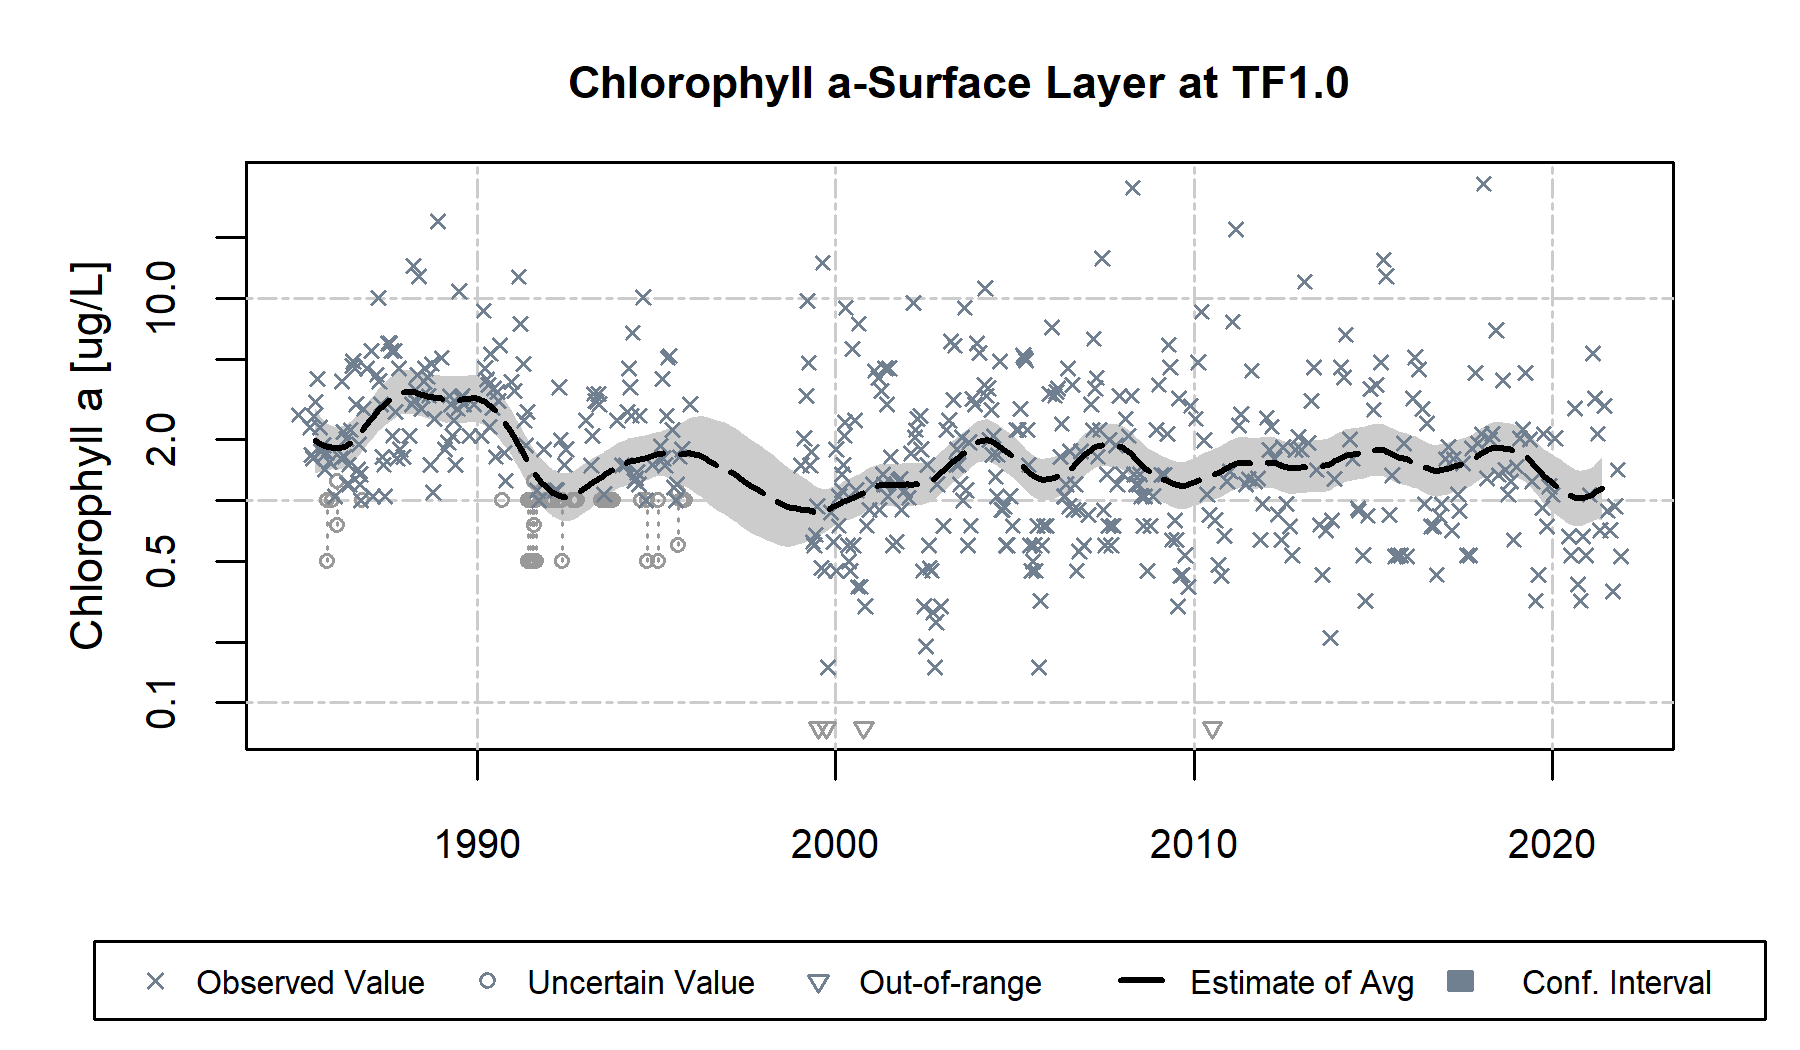 Chlorophyll a-Surface Layer at TF1.0
Chlorophyll a [ug/L]
10.0
2.0
0.5
0.1
1990 2000 2010 2020
Observed Value Uncertain Value Out-of-range Estimate of Avg Conf. Interval